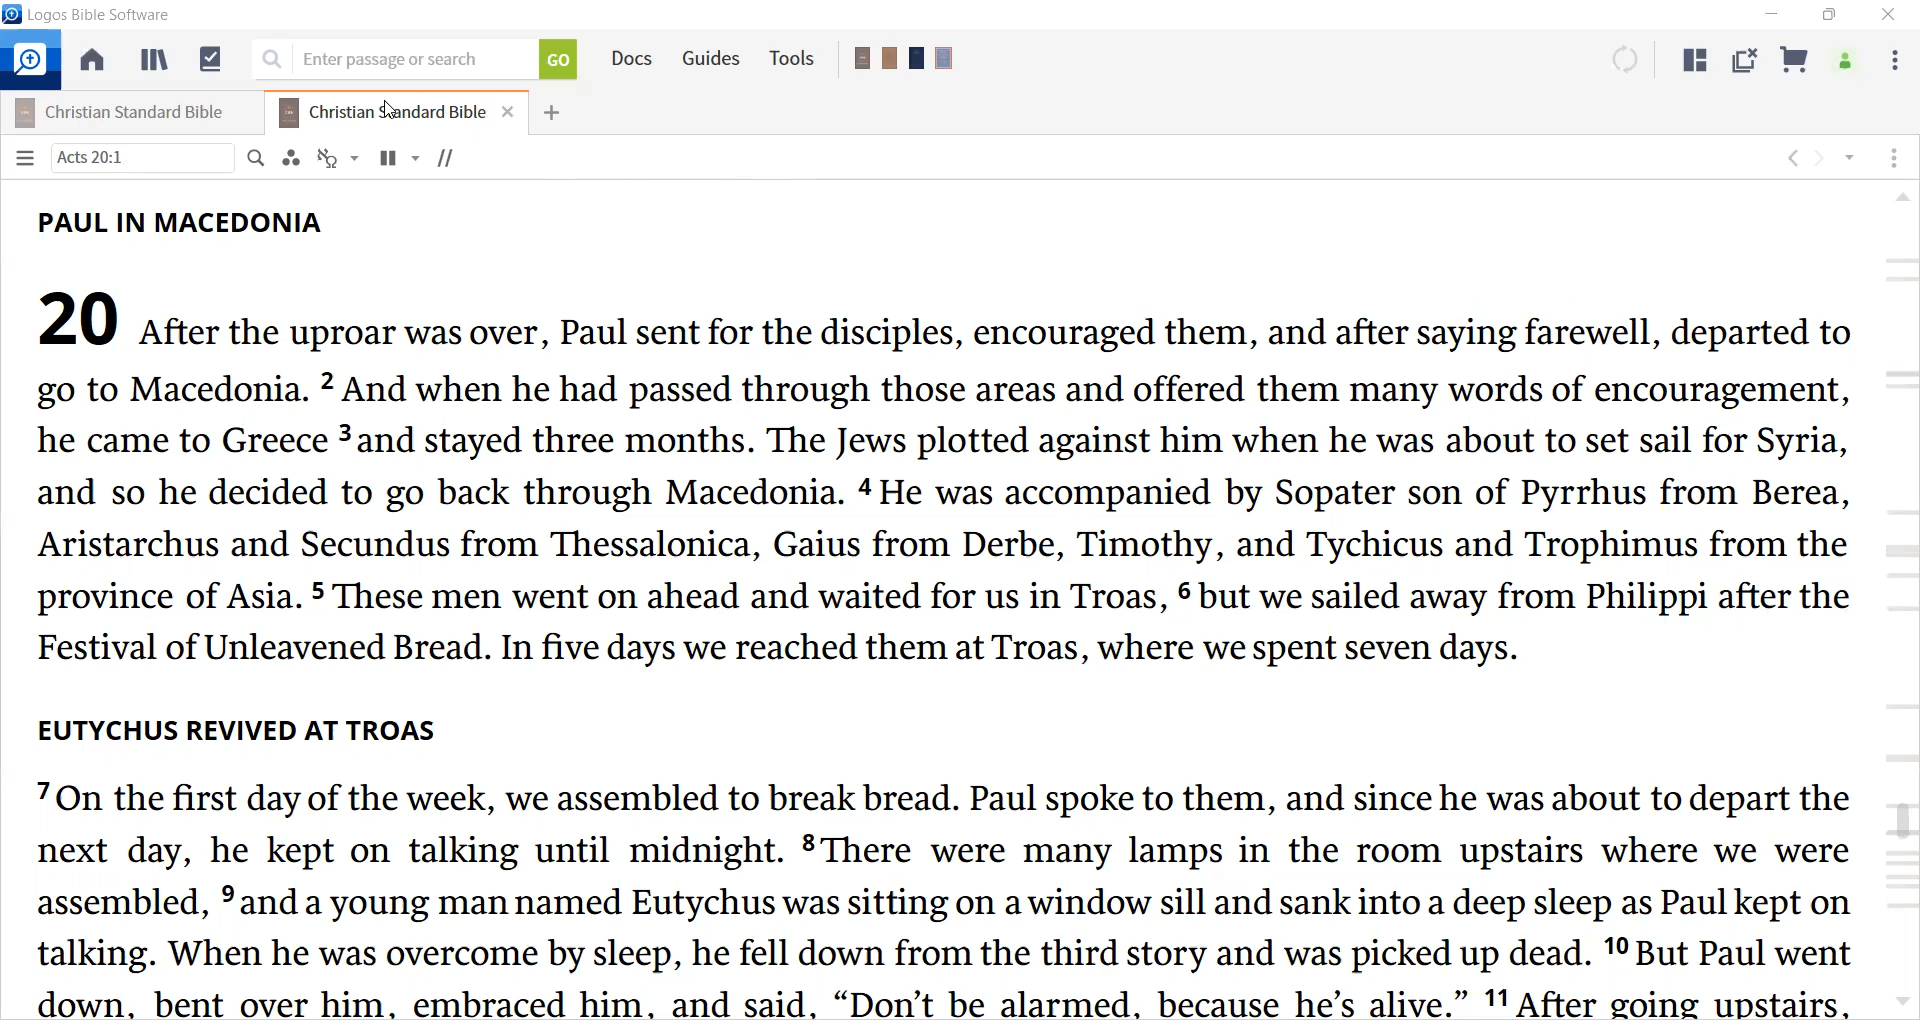 Logos Bible Software
Enter passage or search
GO
Docs
Guides
Tools
Christian Standard Bible
Christian Standard Bible
Acts 20:1
PAUL IN MACEDONIA
20 After the uproar was over, Paul sent for the disciples, encouraged them, and after saying farewell, departed to
go to Macedonia. 2 And when he had passed through those areas and offered them many words of encouragement,
he came to Greece 3 and stayed three months. The Jews plotted against him when he was about to set sail for Syria,
and so he decided to go back through Macedonia. 4 He was accompanied by Sopater son of Pyrrhus from Berea,
Aristarchus and Secundus from Thessalonica, Gaius from Derbe, Timothy, and Tychicus and Trophimus from the
province of Asia. 5 These men went on ahead and waited for us in Troas, 6 but we sailed away from Philippi after the
Festival of Unleavened Bread. In five days we reached them at Troas, where we spent seven days.
EUTYCHUS REVIVED AT TROAS
7 On the first day of the week, we assembled to break bread. Paul spoke to them, and since he was about to depart the
next day, he kept on talking until midnight. 8 There were many lamps in the room upstairs where we were
assembled, 9 and a young man named Eutychus was sitting on a window sill and sank into a deep sleep as Paul kept on
talking. When he was overcome by sleep, he fell down from the third story and was picked up dead. 10 But Paul went
down, bent over him, embraced him, and said, “Don’t be alarmed, because he’s alive.” 11 After going upstairs,